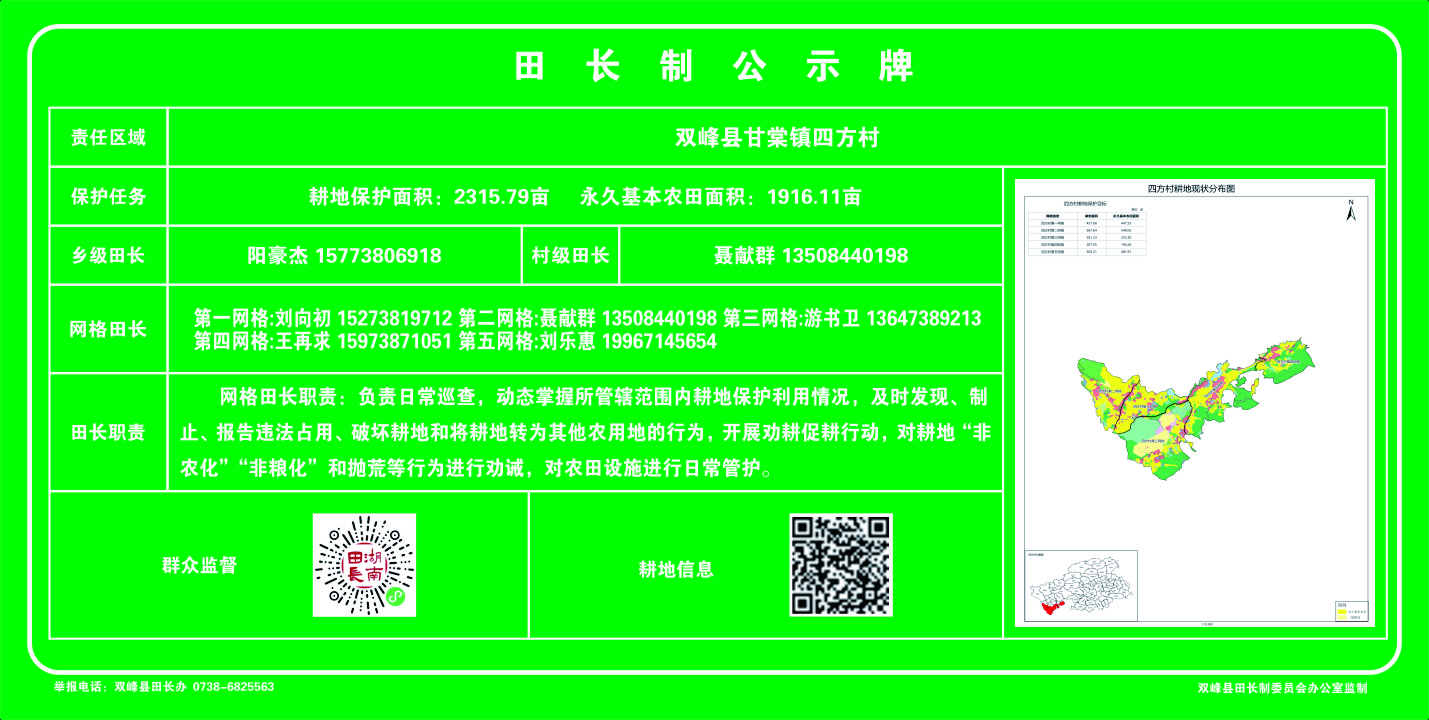 田长制公示牌
责任区域
双峰县甘棠镇四方村
保护任务
耕地保护面积：2315.79亩 永久基本农田面积：1916.11亩
乡级田长
阳豪杰 15773806918
村级田长
聂献群 13508440198
网格田长
第一网格:刘向初 15273819712 第二网格:聂献群 13508440198 第三网格:游书卫 13647389213
第四网格:王再求 15973871051 第五网格:刘乐惠 19967145654
田长职责
网格田长职责：负责日常巡查，动态掌握所管辖范围内耕地保护利用情况，及时发现、制
止、报告违法占用、破坏耕地和将耕地转为其他农用地的行为，开展劝耕促耕行动，对耕地“非
农化”“非粮化”和抛荒等行为进行劝诫，对农田设施进行日常管护。
群众监督
湖南
田長
耕地信息
四方村耕地现状分布图
四方村耕地保护目标
N
举报电话：双峰县田长办 0738-6825563
双峰县田长制委员会办公室监制